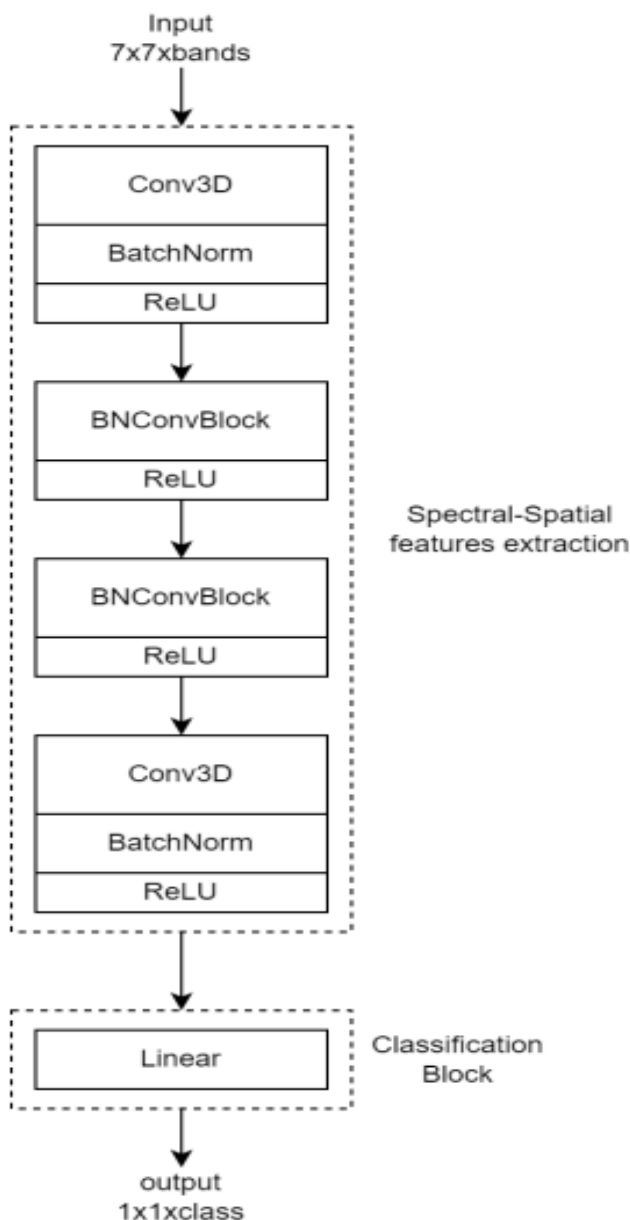 Input
7x7xbands
Conv3D
BatchNorm
ReLU
BNConvBlock
ReLU
Spectral-Spatial
features extraction
BNConvBlock
ReLU
Conv3D
BatchNorm
ReLU
Linear
Classification
Block
output
1x1xclass